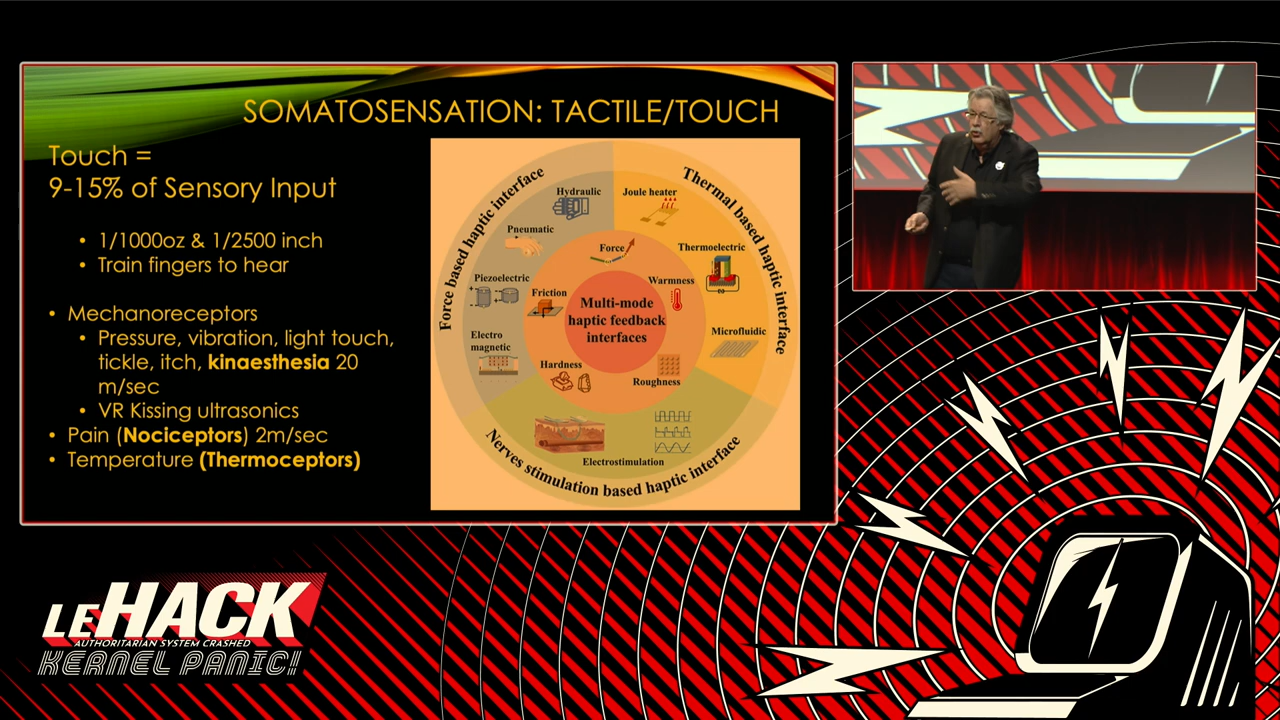 SOMATOSENSATION: TACTILE/TOUCH
Touch =
9-15% of Sensory Input
• 1/1000oz & 1/2500 inch
• Train fingers to hear
• Mechanoreceptors
• Pressure, vibration, light touch,
tickle, itch, kinaesthesia 20
m/sec
• VR Kissing ultrasonics
• Pain (Nociceptors) 2m/sec
• Temperature (Thermoceptors)
Force based haptic interface
Hydraulic
Pneumatic
Piezoelectric
Electro
magnetic
Thermal based haptic interface
Joule heater
Thermoelectric
Microfluidic
Force
Warmness
Friction
Hardness
Roughness
Multi-mode
haptic feedback
interfaces
Electrostimulation
Nerves stimulation based haptic interface
LEHACK
AUTHORITARIAN SYSTEM CRASHED
KERNEL PANIC!